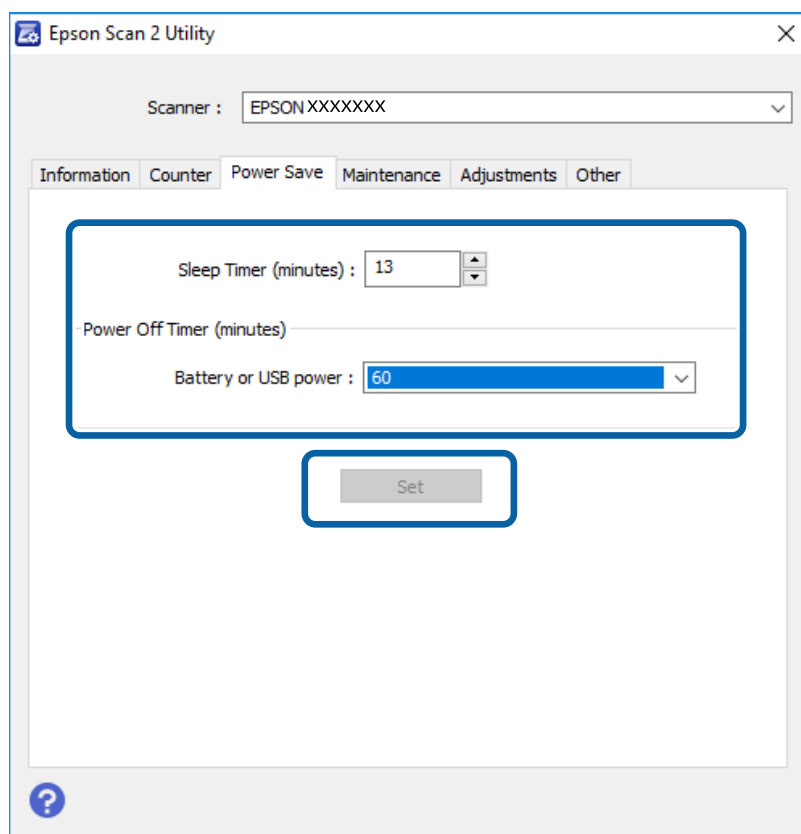 Epson Scan 2 Utility
Scanner : EPSON XXXXXXX
Information Counter Power Save Maintenance Adjustments Other
Sleep Timer (minutes) : 13
Power Off Timer (minutes)
Battery or USB power : 60
Set
?